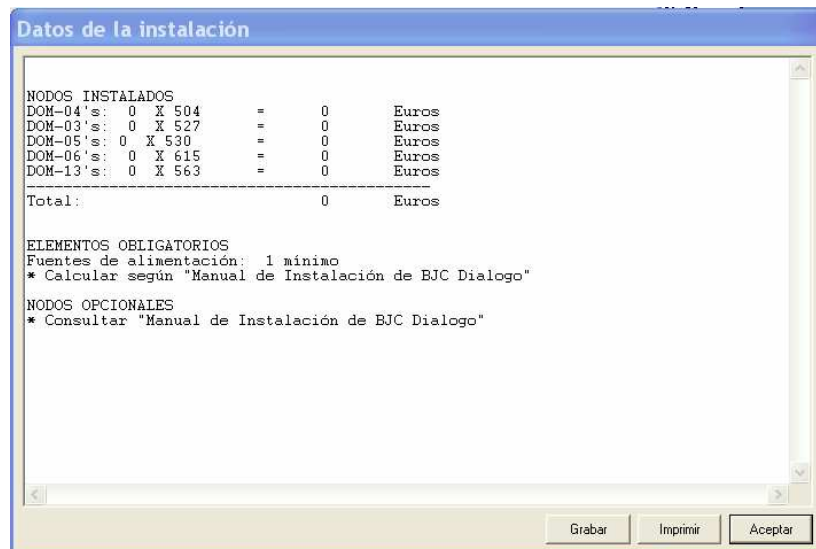 Datos de la instalación
NODOS INSTALADOS
DOM-04's: 0 X 504 = 0 Euros
DOM-03's: 0 X 527 = 0 Euros
DOM-05's: 0 X 530 = 0 Euros
DOM-06's: 0 X 615 = 0 Euros
DOM-13's: 0 X 563 = 0 Euros
--------------------------------------------------
Total: 0 Euros
ELEMENTOS OBLIGATORIOS
Fuentes de alimentación: 1 mínimo
* Calcular según "Manual de Instalación de BJC Dialogo"
NODOS OPCIONALES
* Consultar "Manual de Instalación de BJC Dialogo"
Grabar Imprimir Aceptar